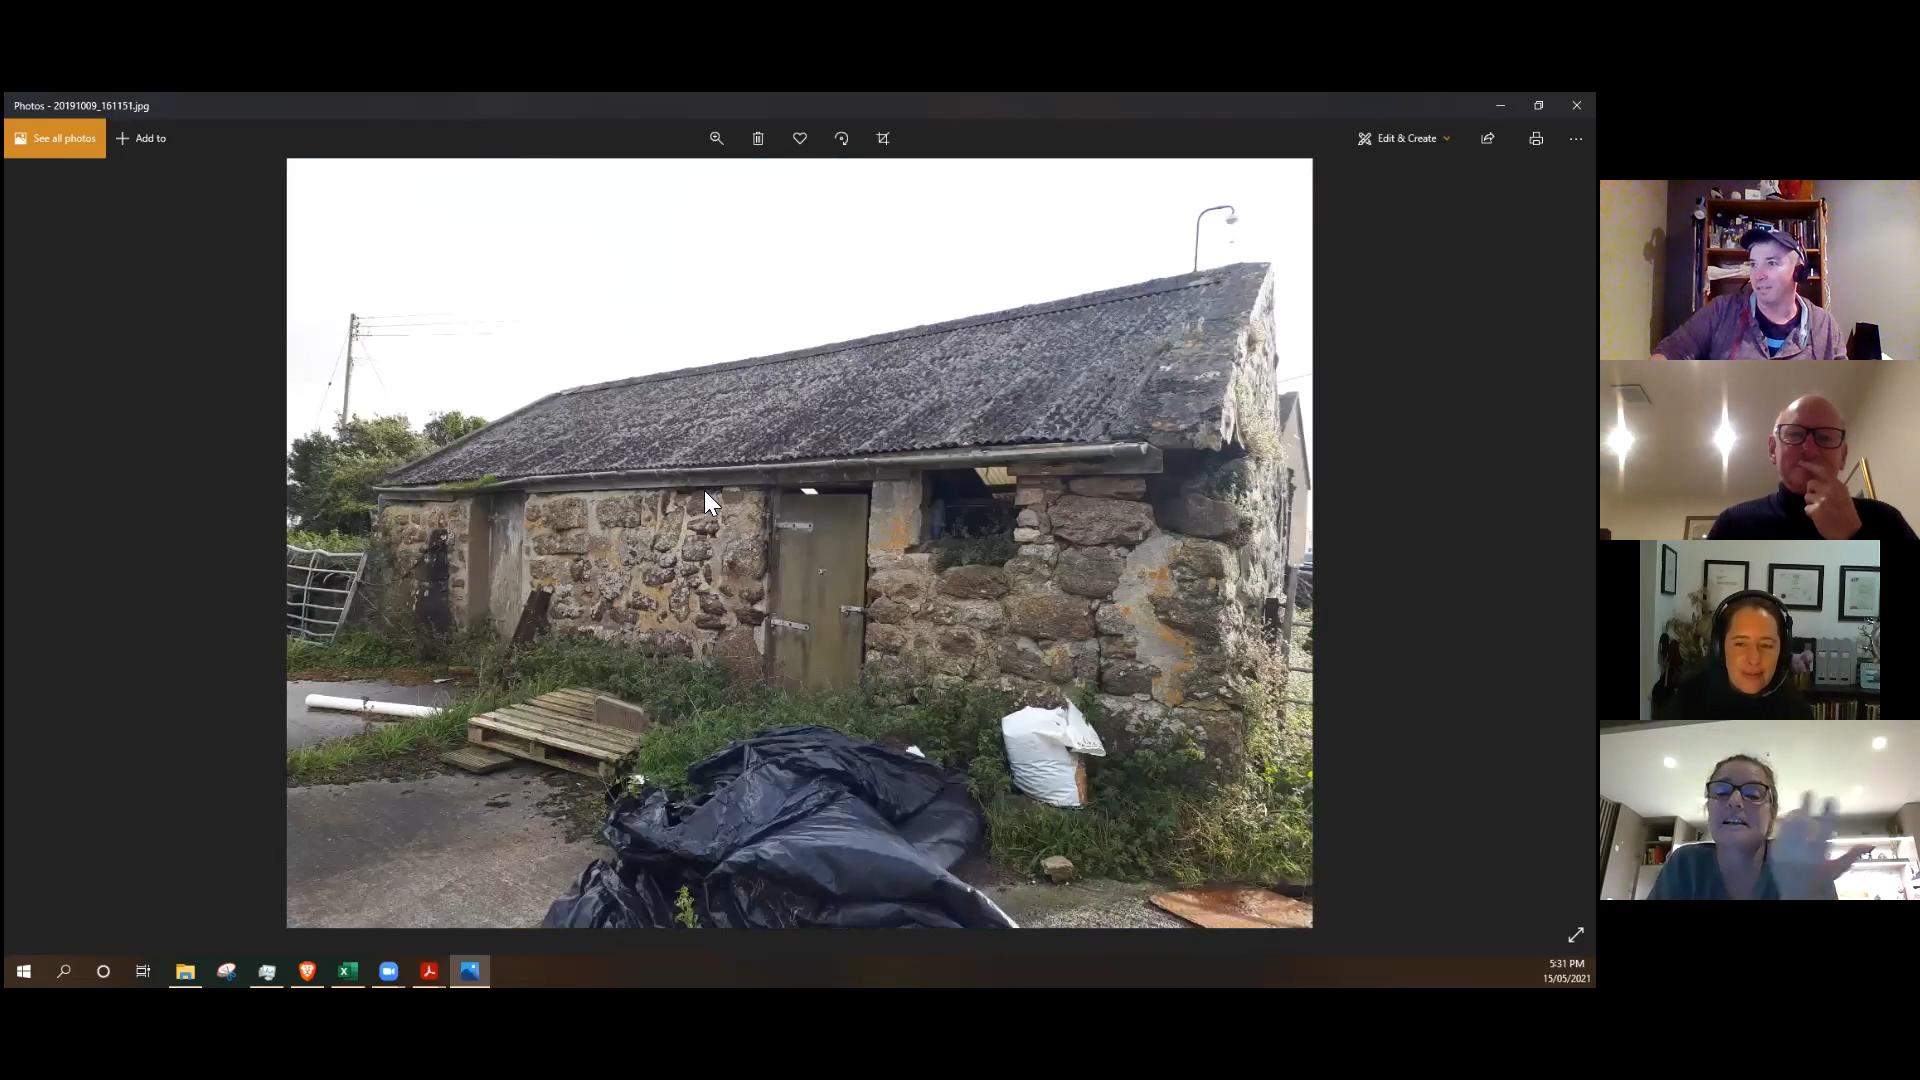 Photos - 20191009_161151.jpg
See all photos
Add to
Edit & Create
5:31 PM
15/05/2021